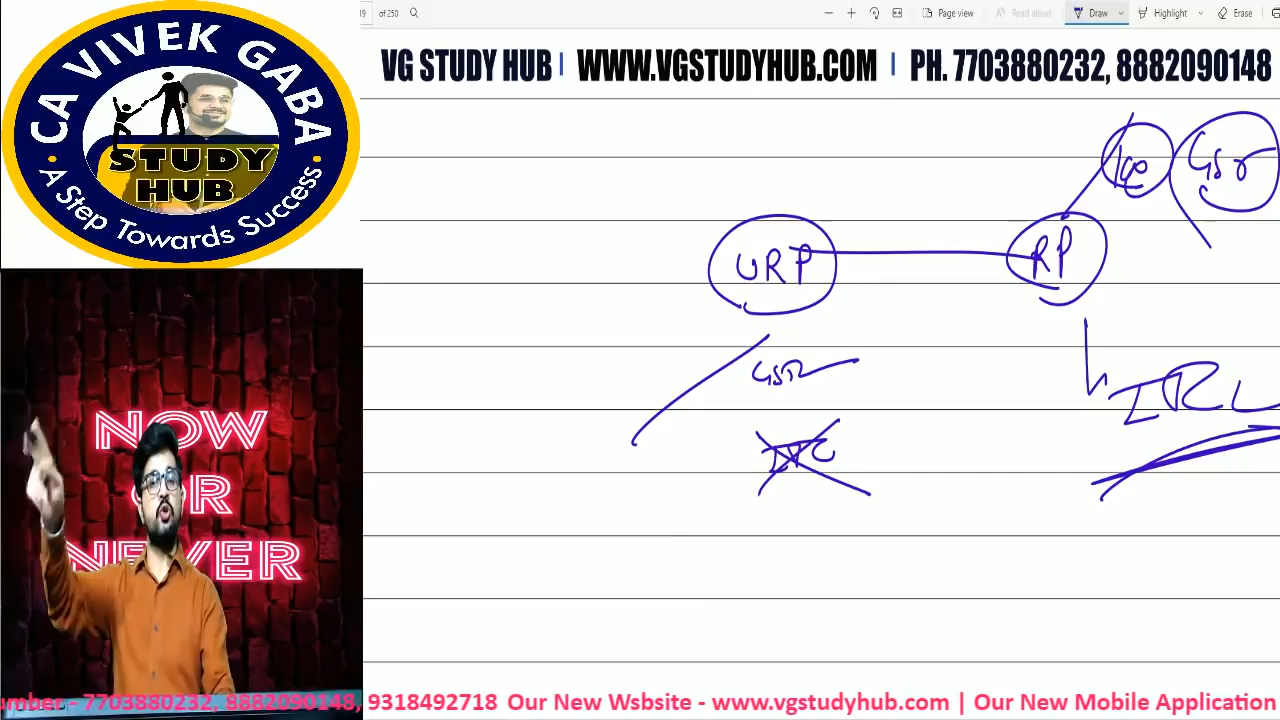 of 250
Page view
Read aloud
Draw
Highlight
Erase
VG STUDY HUB | WWW.VGSTUDYHUB.COM | PH. 7703880232, 8882090148
CA VIVEK GABA
STUDY
HUB
• A Step Towards Success •
100
GST
URP
RP
GST
ITC
NOW
OR
NEVER
umber - 7703880232, 8882090148, 9318492718 Our New Wsbsite - www.vgstudyhub.com | Our New Mobile Application